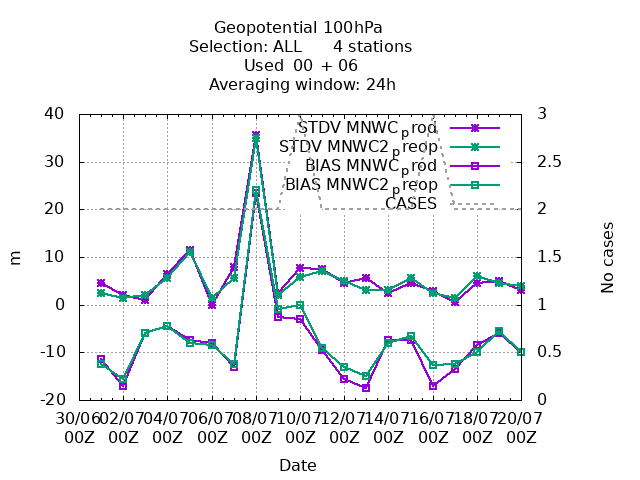 Geopotential 100hPa
Selection: ALL 4 stations
Used 00 + 06
Averaging window: 24h
40 30 20 10 0 -10 -20
m
STDV MNWC_prod
STDV MNWC2_preop
BIAS MNWC_prod
BIAS MNWC2_preop
CASES
3 2.5 2 1.5 1 0.5 0
No cases
30/06 02/07 04/07 06/07 08/07 10/07 12/07 14/07 16/07 18/07 20/07
00Z 00Z 00Z 00Z 00Z 00Z 00Z 00Z 00Z 00Z 00Z
Date